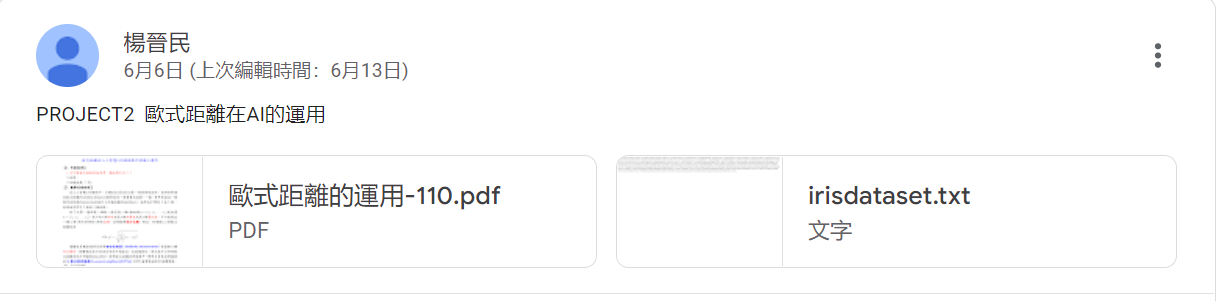 楊晉民
6月6日 (上次編輯時間：6月13日)
PROJECT2 歐式距離在AI的運用
歐式距離的運用-110.pdf
PDF
irisdataset.txt
文字